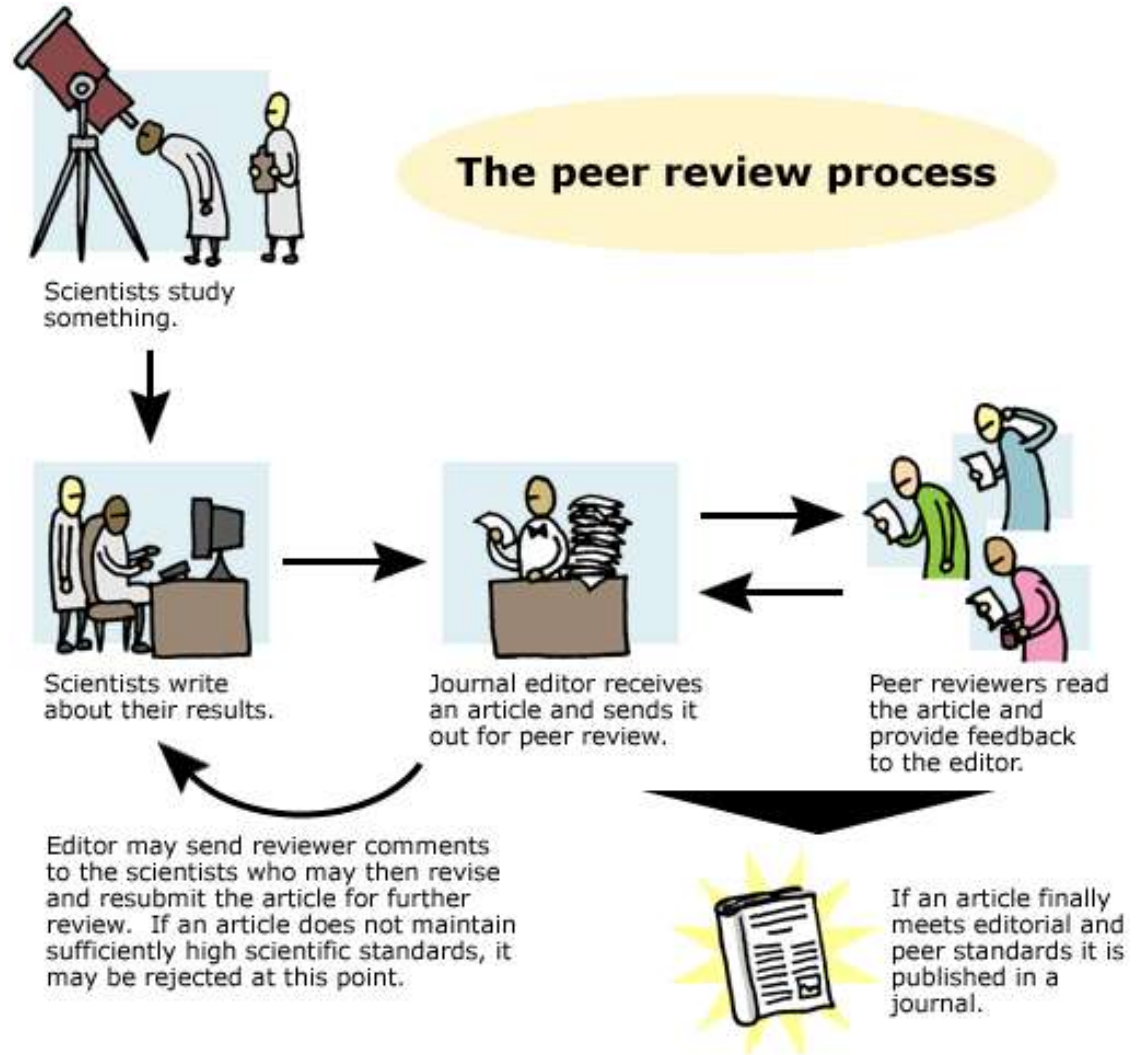 The peer review process
Scientists study
something.
Scientists write
about their results.
Journal editor receives
an article and sends it
out for peer review.
Peer reviewers read
the article and
provide feedback
to the editor.
Editor may send reviewer comments
to the scientists who may then revise
and resubmit the article for further
review.  If an article does not maintain
sufficiently high scientific standards, it
may be rejected at this point.
If an article finally
meets editorial and
peer standards it is
published in a
journal.